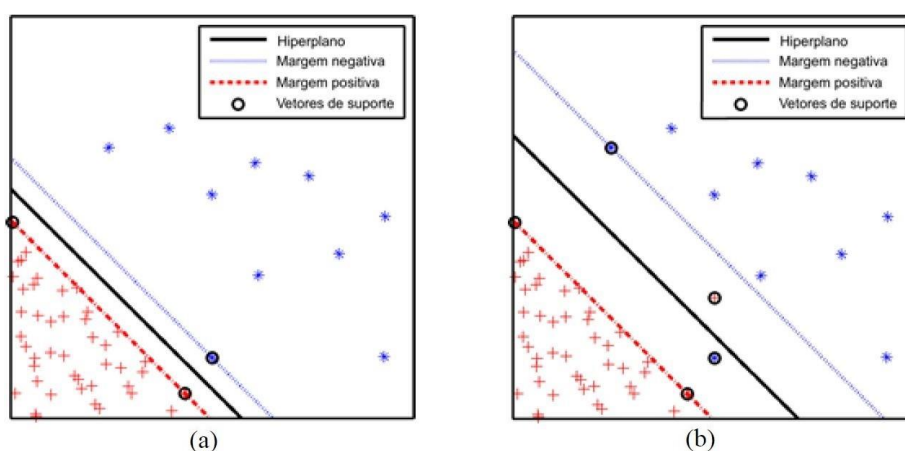 Hiperplano
Margem negativa
Margem positiva
Vetores de suporte
Hiperplano
Margem negativa
Margem positiva
Vetores de suporte
(a)
(b)